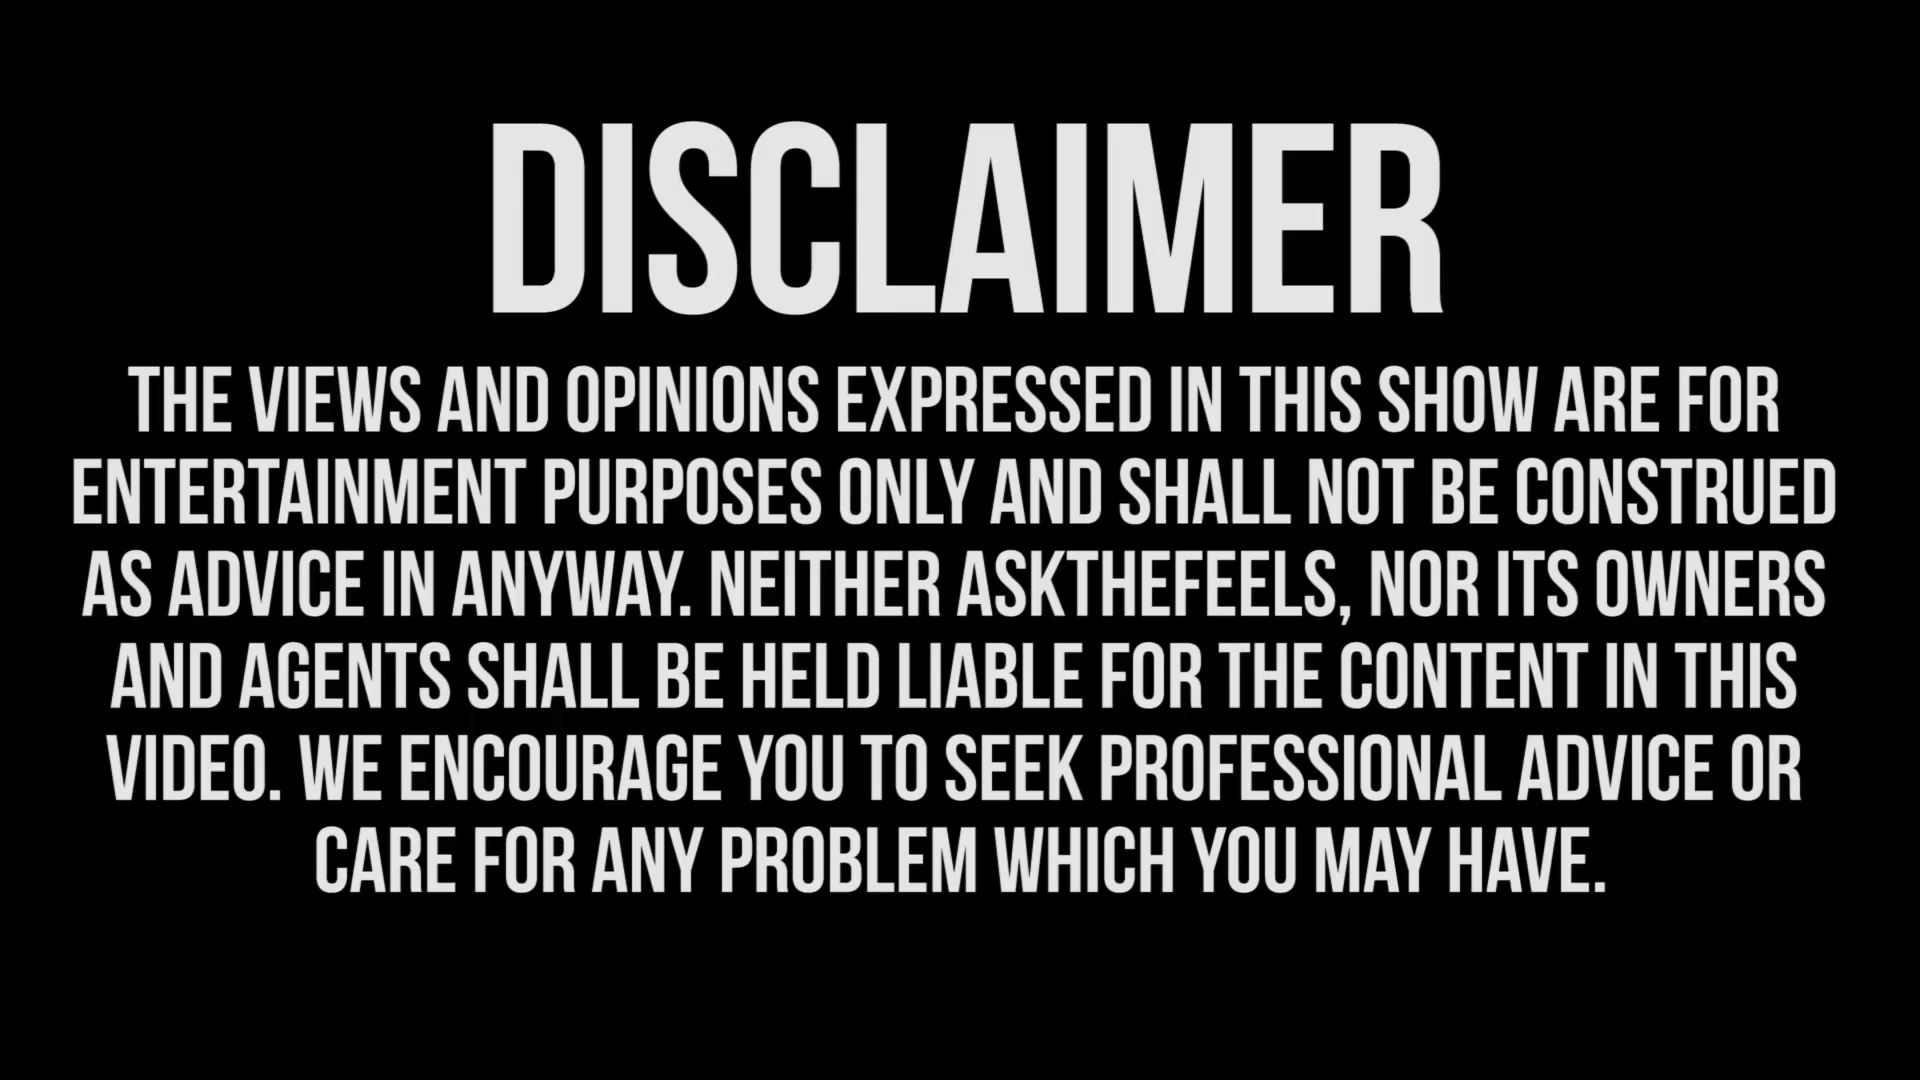 DISCLAIMER
THE VIEWS AND OPINIONS EXPRESSED IN THIS SHOW ARE FOR
ENTERTAINMENT PURPOSES ONLY AND SHALL NOT BE CONSTRUED
AS ADVICE IN ANYWAY. NEITHER ASKTHEFEELS, NOR ITS OWNERS
AND AGENTS SHALL BE HELD LIABLE FOR THE CONTENT IN THIS
VIDEO. WE ENCOURAGE YOU TO SEEK PROFESSIONAL ADVICE OR
CARE FOR ANY PROBLEM WHICH YOU MAY HAVE.